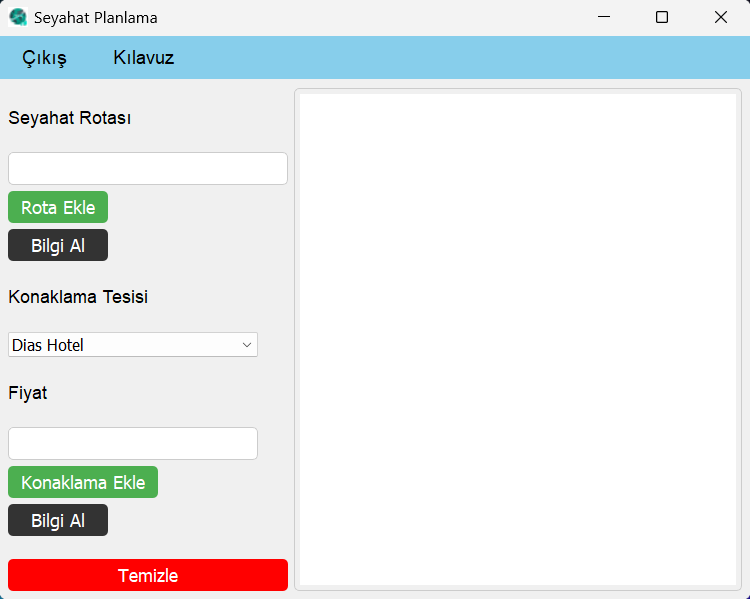 Seyahat Planlama
Çıkış Kılavuz
Seyahat Rotası
Rota Ekle
Bilgi Al
Konaklama Tesisi
Dias Hotel
Fiyat
Konaklama Ekle
Bilgi Al
Temizle